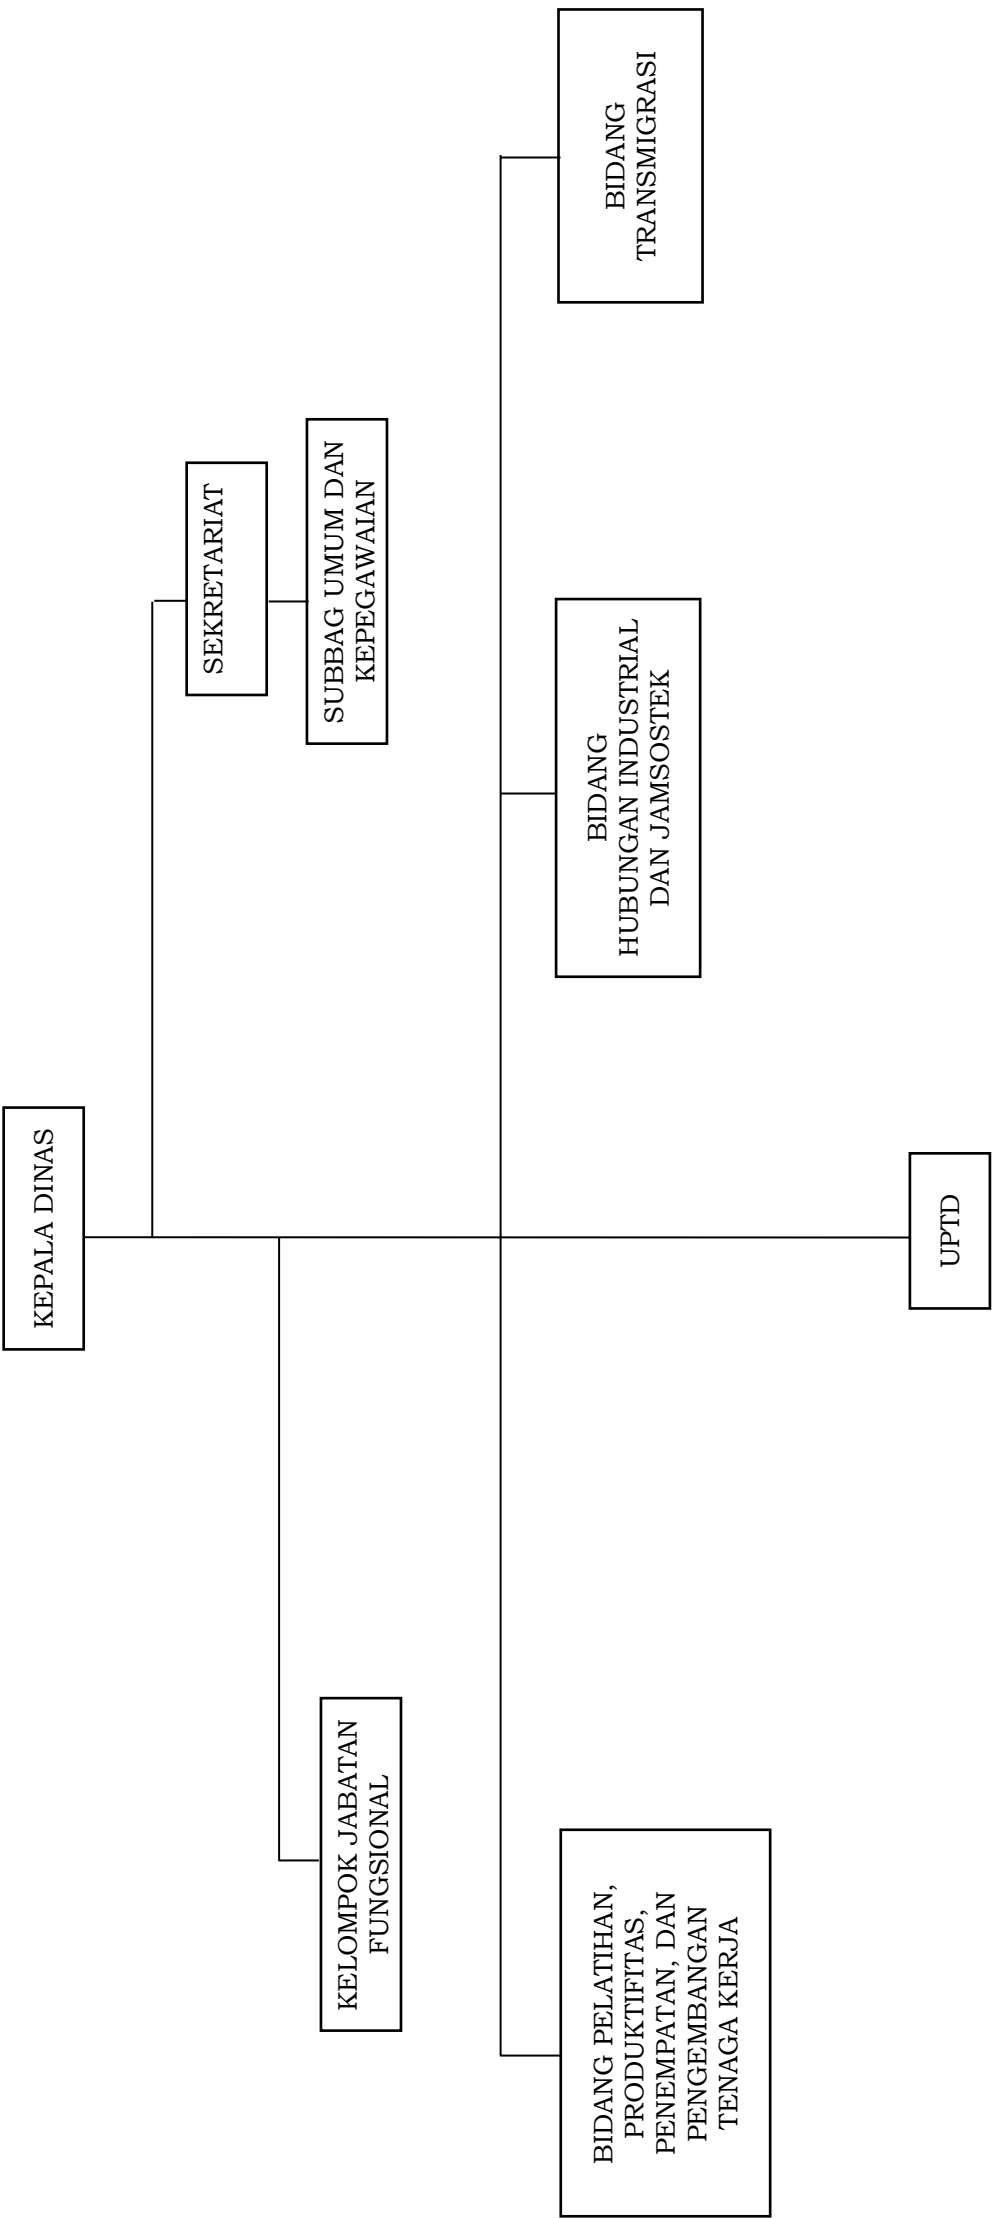 KEPALA DINAS
SEKRETARIAT
SUBBAG UMUM DAN
KEPEGAWAIAN
KELOMPOK JABATAN
FUNGSIONAL
BIDANG PELATIHAN,
PRODUKTIFITAS,
PENEMPATAN, DAN
PENGEMBANGAN
TENAGA KERJA
BIDANG
HUBUNGAN INDUSTRIAL
DAN JAMSOSTEK
BIDANG
TRANSMIGRASI
UPTD